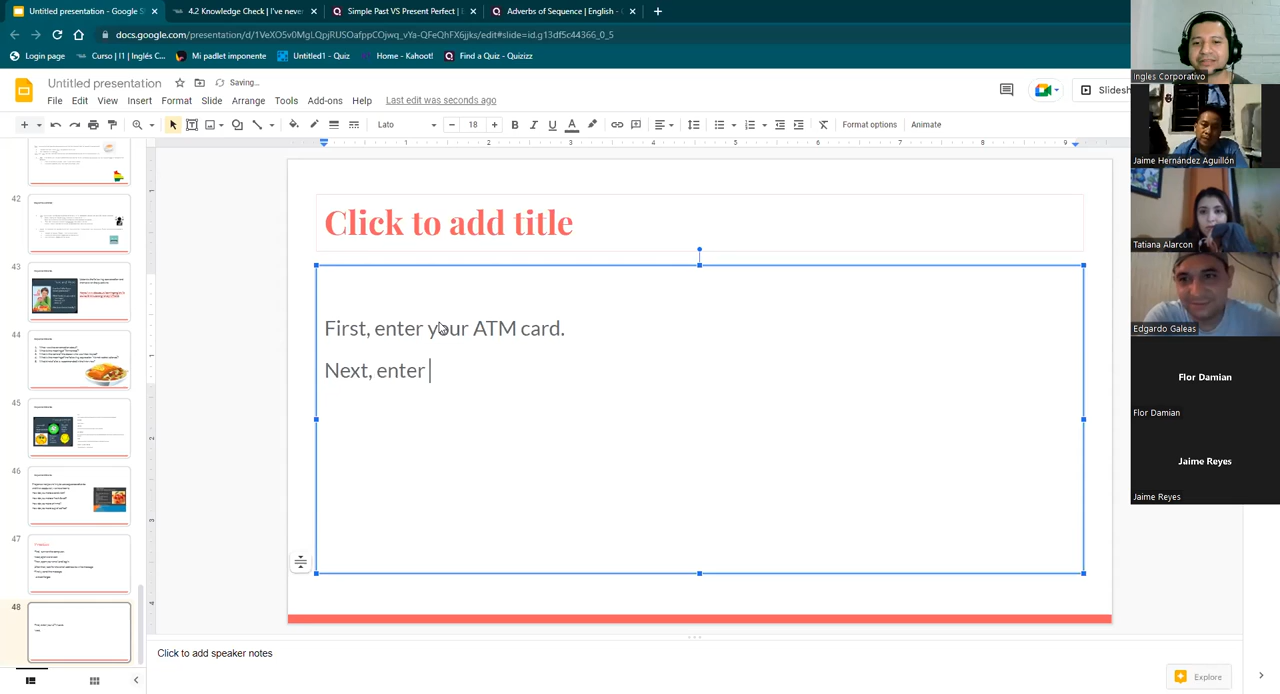 Untitled presentation - Google S
4.2 Knowledge Check | I've never
Simple Past VS Present Perfect | E
Adverbs of Sequence | English -
docs.google.com/presentation/d/1VeXO5v0MgLQpjRUSOafppCOjwq_vYa-QFeQhFX6jjks/edit#slide=id.g13df5c44366_0_5
Login page
Curso | I1 | Inglés C...
Mi padlet imponente
Untitled1 - Quiz
Home - Kahoot!
Find a Quiz - Quizizz
Untitled presentation
Saving...
File Edit View Insert Format Slide Arrange Tools Add-ons Help
Last edit was seconds ago
Slidesh
Lato
18
Format options
Animate
Click to add title
First, enter your ATM card.
Next, enter
42
43
44
45
46
47
48
Click to add speaker notes
Explore
Ingles Corporativo
Jaime Hernández Aguillón
Tatiana Alarcon
Edgardo Galeas
Flor Damian
Flor Damian
Jaime Reyes
Jaime Reyes